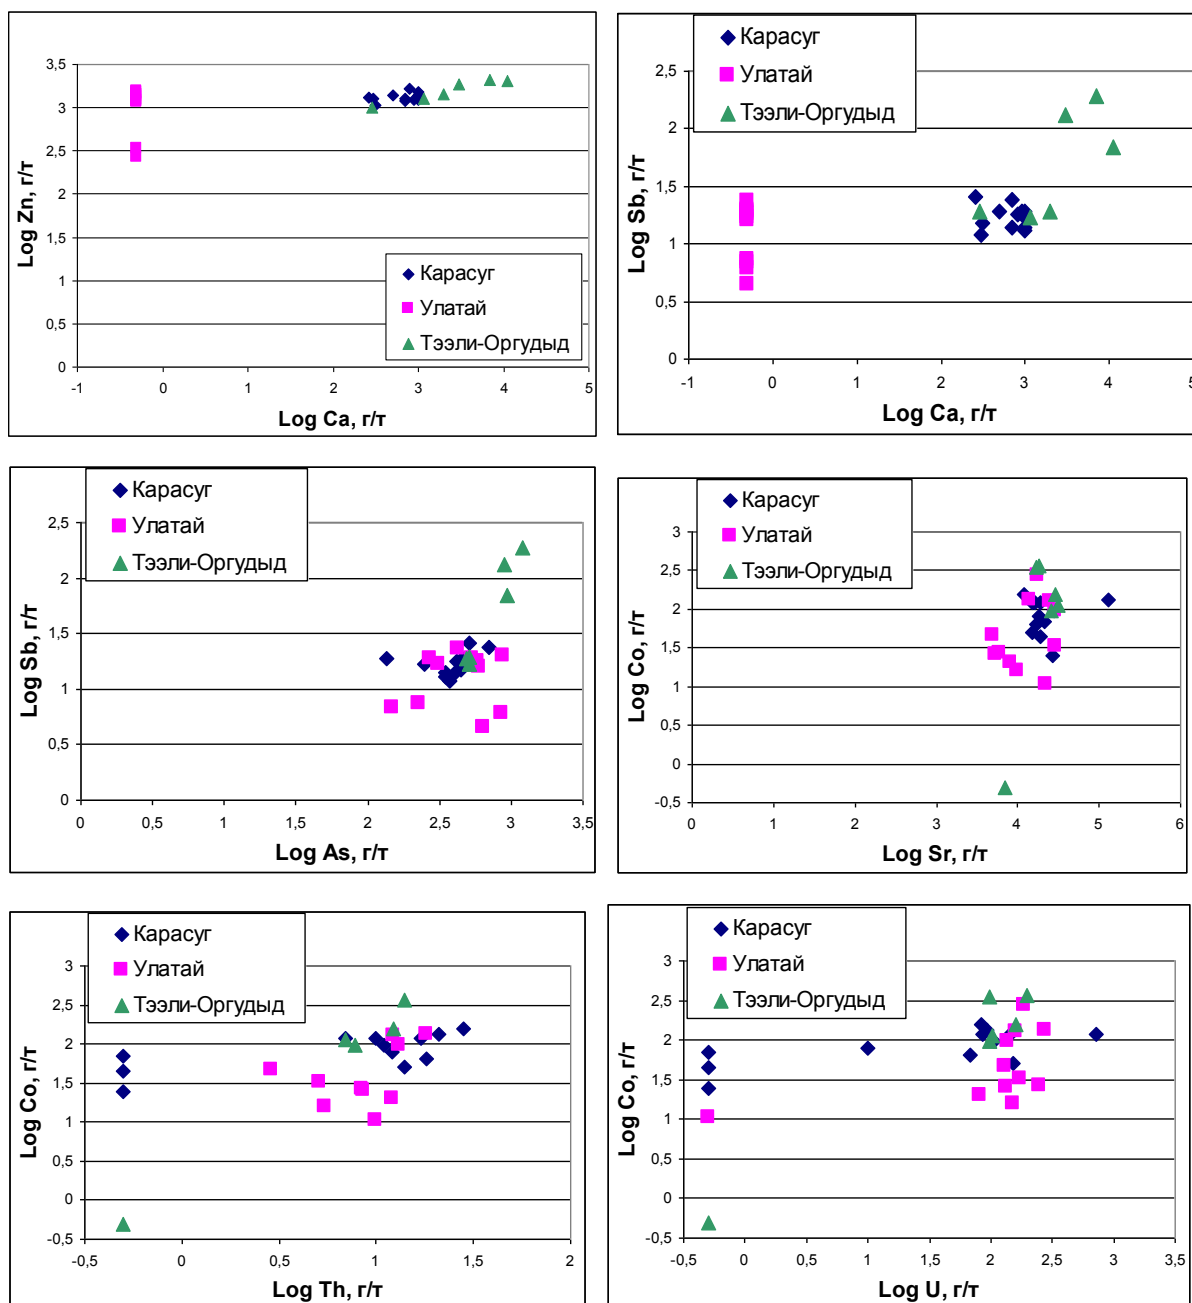 3,5
3
2,5
2
1,5
1
0,5
0
-1
0
1
2
3
4
5
Log Zn, г/т
Log Ca, г/т
Карасуг
Улатай
Тээли-Оргудыд
Карасуг
Улатай
Тээли-Оргудыд
2,5
2
1,5
1
0,5
0
-1
0
1
2
3
4
5
Log Sb, г/т
Log Ca, г/т
Карасуг
Улатай
Тээли-Оргудыд
2,5
2
1,5
1
0,5
0
0
0,5
1
1,5
2
2,5
3
3,5
Log Sb, г/т
Log As, г/т
Карасуг
Улатай
Тээли-Оргудыд
3
2,5
2
1,5
1
0,5
0
-0,5
0
1
2
3
4
5
6
Log Co, г/т
Log Sr, г/т
Карасуг
Улатай
Тээли-Оргудыд
3
2,5
2
1,5
1
0,5
0
-0,5
-0,5
0
0,5
1
1,5
2
Log Co, г/т
Log Th, г/т
Карасуг
Улатай
Тээли-Оргудыд
3
2,5
2
1,5
1
0,5
0
-0,5
-0,5
0
0,5
1
1,5
2
2,5
3
3,5
Log Co, г/т
Log U, г/т